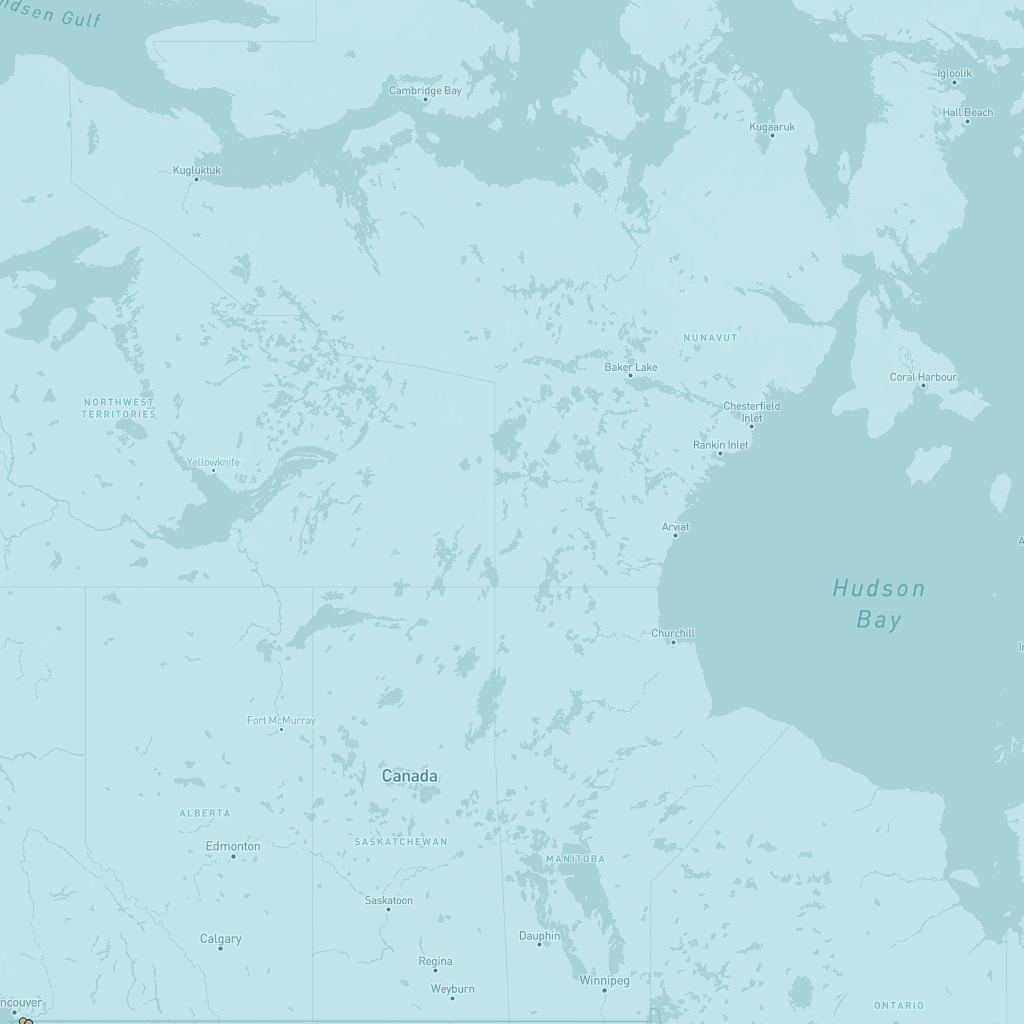 ndsen Gulf
Igloolik
Cambridge Bay
Hall Beach
Kugaaruk
Kugluktuk
NUNAVUT
Baker Lake
Coral Harbour
NORTHWEST
TERRITORIES
Chesterfield
Inlet
Rankin Inlet
Yellowknife
Arviat
A
Hudson
Bay
Churchill
In
Fort McMurray
Canada
ALBERTA
SASKATCHEWAN
Edmonton
MANITOBA
Saskatoon
Dauphin
Calgary
Regina
Winnipeg
Weyburn
ncouver
ONTARIO